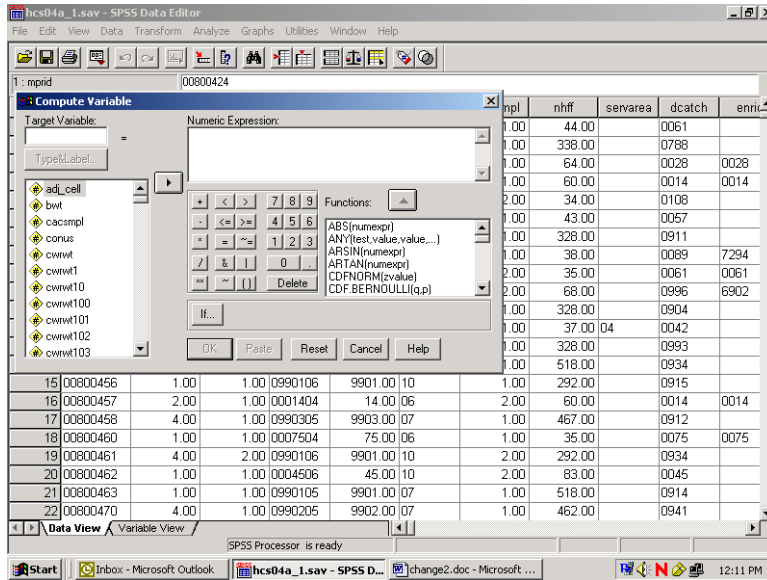 hcs04a_1.sav - SPSS Data Editor
File Edit View Data Transform Analyze Graphs Utilities Window Help
1 : mprid 00800424
Compute Variable
Target Variable:
=
Numeric Expression:
Type&Label...
adj_cell
bwt
cacsmpl
conus
cwrwt
cwrwt1
cwrwt10
cwrwt100
cwrwt101
cwrwt102
cwrwt103
+ < > 7 8 9
- <= >= 4 5 6
* = ~= 1 2 3
/ & | 0 .
** ~ () Delete
Functions:
ABS(numexpr)
ANY(test,value,value,...)
ARSIN(numexpr)
ARTAN(numexpr)
CDFNORM(zvalue)
CDF.BERNOULLI(q,p)
If...
OK Paste Reset Cancel Help
mpl nhff servarea dcatch enric
1.00 44.00 0061
1.00 338.00 0788
1.00 64.00 0028 0028
1.00 60.00 0014 0014
2.00 34.00 0108
1.00 43.00 0057
1.00 328.00 0911
1.00 38.00 0089 7294
2.00 35.00 0061 0061
2.00 68.00 0996 6902
1.00 328.00 0904
1.00 37.00 04 0042
1.00 328.00 0993
1.00 518.00 0934
15 00800456 1.00 1.00 0990106 9901.00 10 1.00 292.00 0915
16 00800457 2.00 1.00 0001404 14.00 06 2.00 60.00 0014 0014
17 00800458 4.00 1.00 0990305 9903.00 07 1.00 467.00 0912
18 00800460 1.00 1.00 0007504 75.00 06 1.00 35.00 0075 0075
19 00800461 4.00 2.00 0990106 9901.00 10 2.00 292.00 0934
20 00800462 1.00 1.00 0004506 45.00 10 2.00 83.00 0045
21 00800463 1.00 1.00 0990105 9901.00 07 1.00 518.00 0914
22 00800470 4.00 1.00 0990205 9902.00 07 1.00 462.00 0941
Data View Variable View
SPSS Processor is ready
Start Inbox - Microsoft Outlook hcs04a_1.sav - SPSS D... change2.doc - Microsoft ... N 12:11 PM